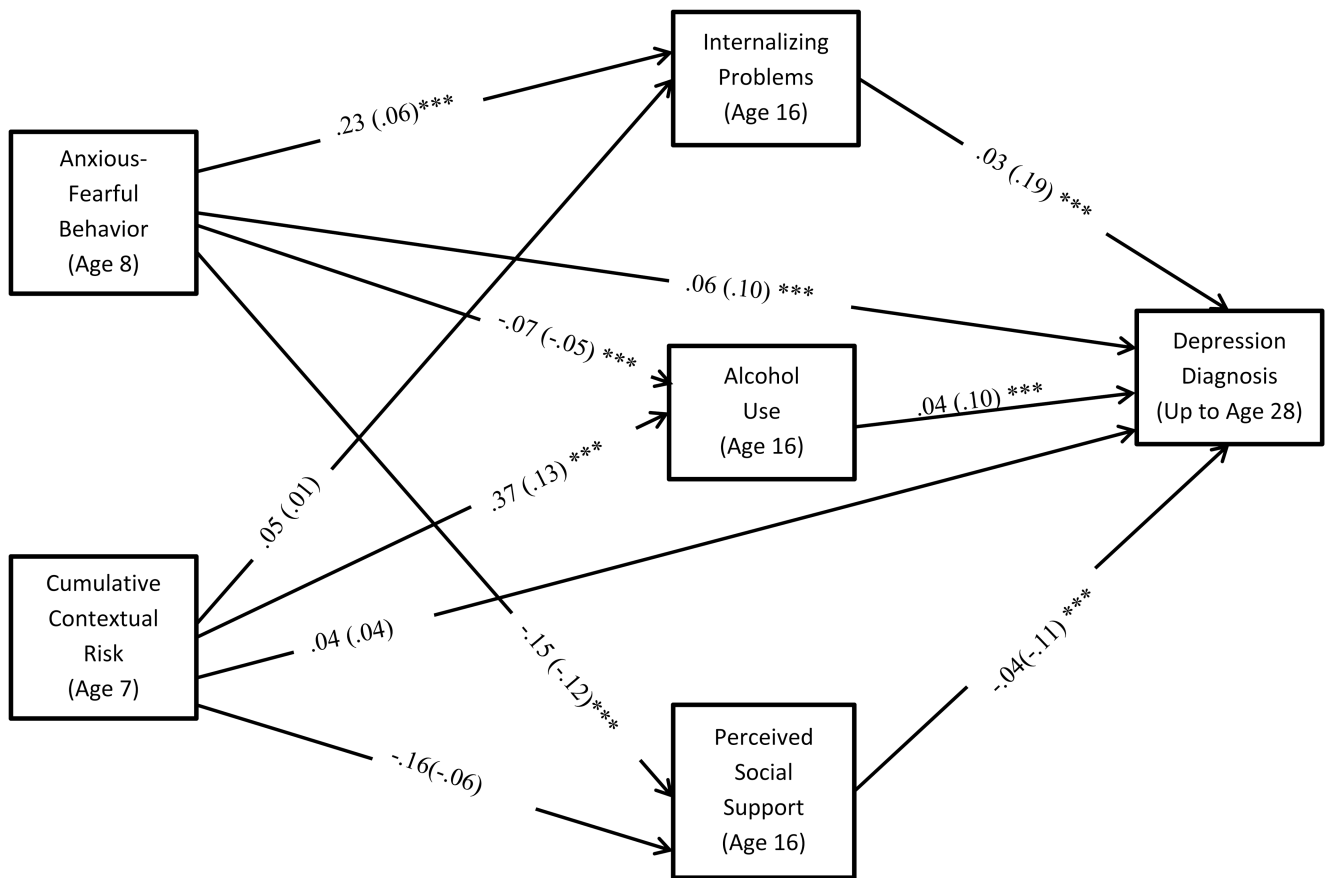 Internalizing
Problems
(Age 16)
.23 (.06)***
Anxious-
Fearful
Behavior
(Age 8)
.03 (.19) ***
.06 (.10) ***
-.07 (-.05) ***
Alcohol
Use
(Age 16)
.04 (.10) ***
Depression
Diagnosis
(Up to Age 28)
.05 (.01)
.37 (.13) ***
Cumulative
Contextual
Risk
(Age 7)
.04 (.04)
-.15 (-.12)***
-.04(-.11)***
-.16(-.06)
Perceived
Social
Support
(Age 16)